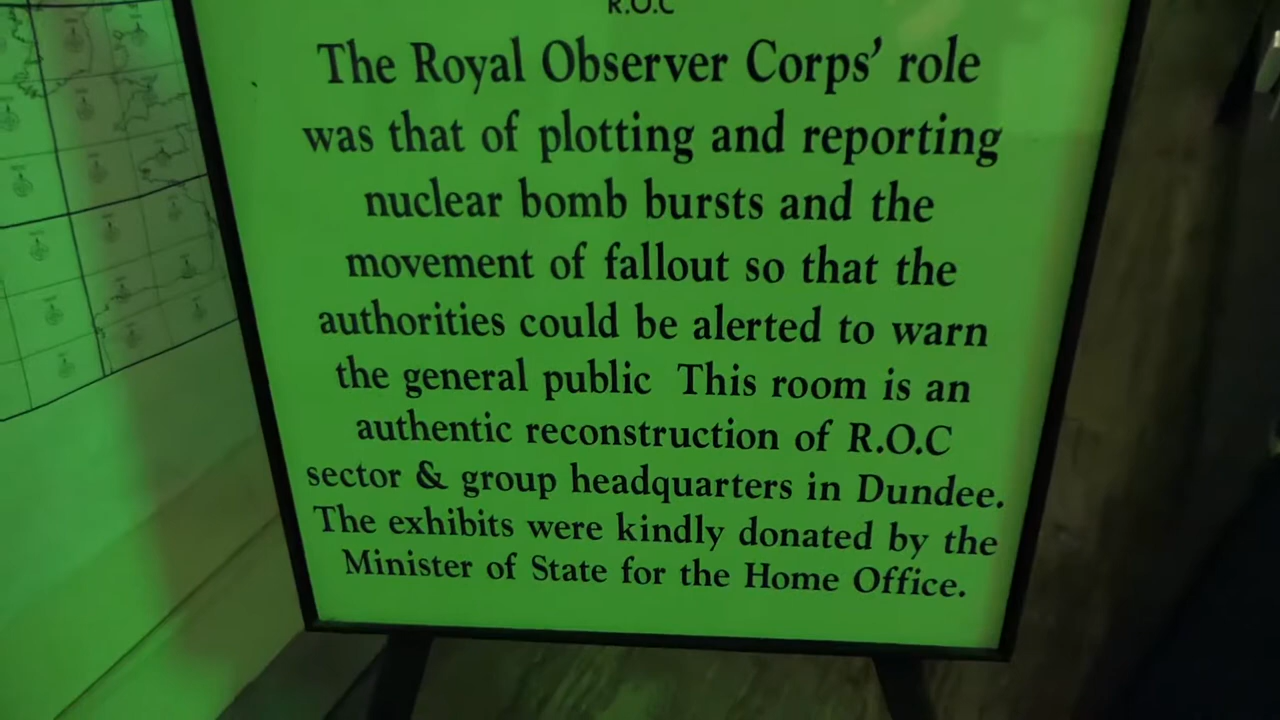 R.O.C
The Royal Observer Corps' role
was that of plotting and reporting
nuclear bomb bursts and the
movement of fallout so that the
authorities could be alerted to warn
the general public  This room is an
authentic reconstruction of R.O.C
sector & group headquarters in Dundee.
The exhibits were kindly donated by the
Minister of State for the Home Office.